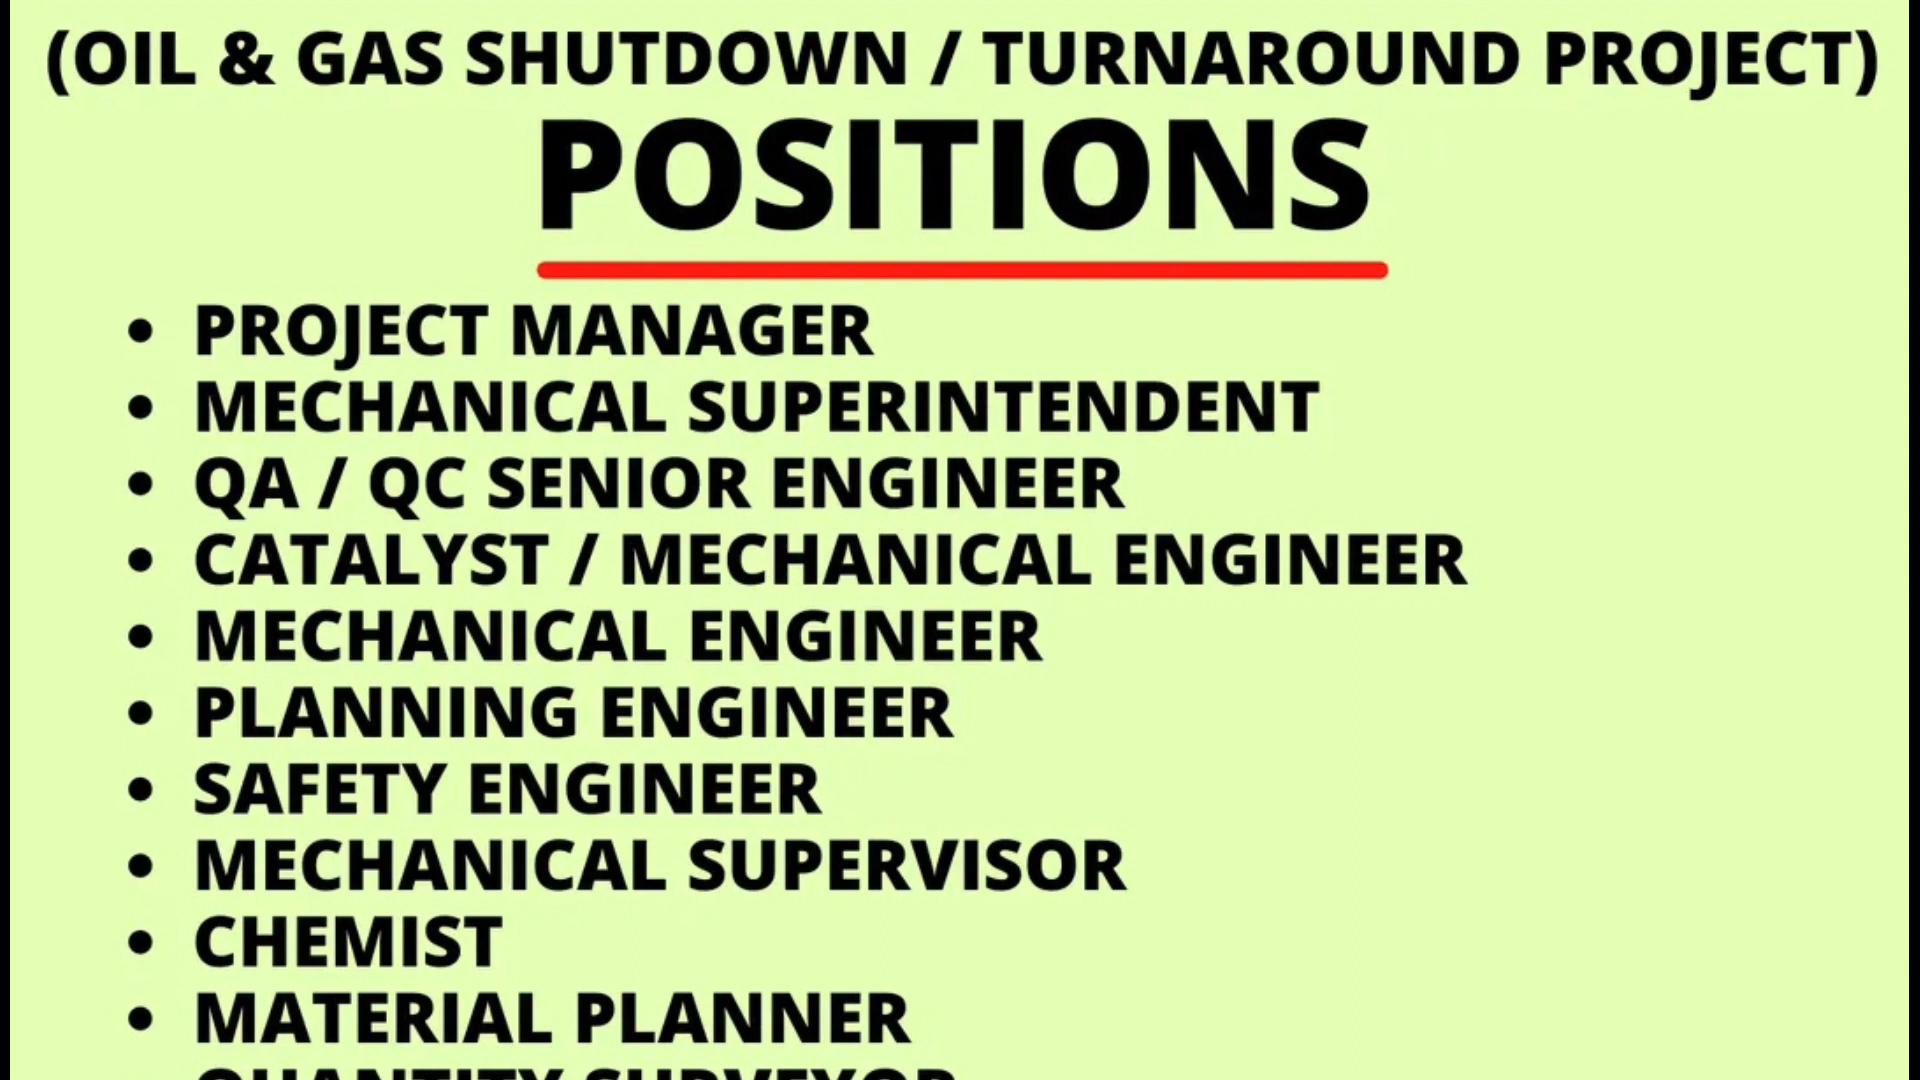 (OIL & GAS SHUTDOWN / TURNAROUND PROJECT)
POSITIONS
• PROJECT MANAGER
• MECHANICAL SUPERINTENDENT
• QA / QC SENIOR ENGINEER
• CATALYST / MECHANICAL ENGINEER
• MECHANICAL ENGINEER
• PLANNING ENGINEER
• SAFETY ENGINEER
• MECHANICAL SUPERVISOR
• CHEMIST
• MATERIAL PLANNER
QUANTITY SURVEYOR